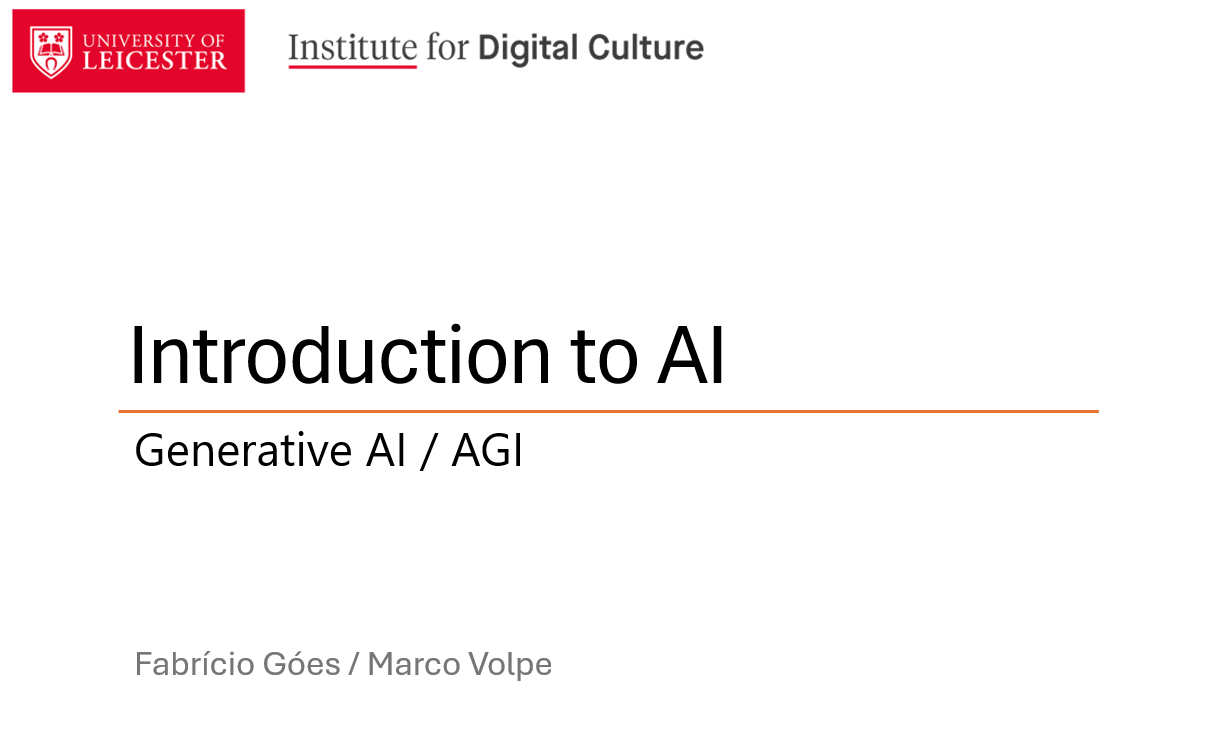 UNIVERSITY OF
LEICESTER
Institute for Digital Culture
Introduction to AI
Generative AI / AGI
Fabrício Góes / Marco Volpe